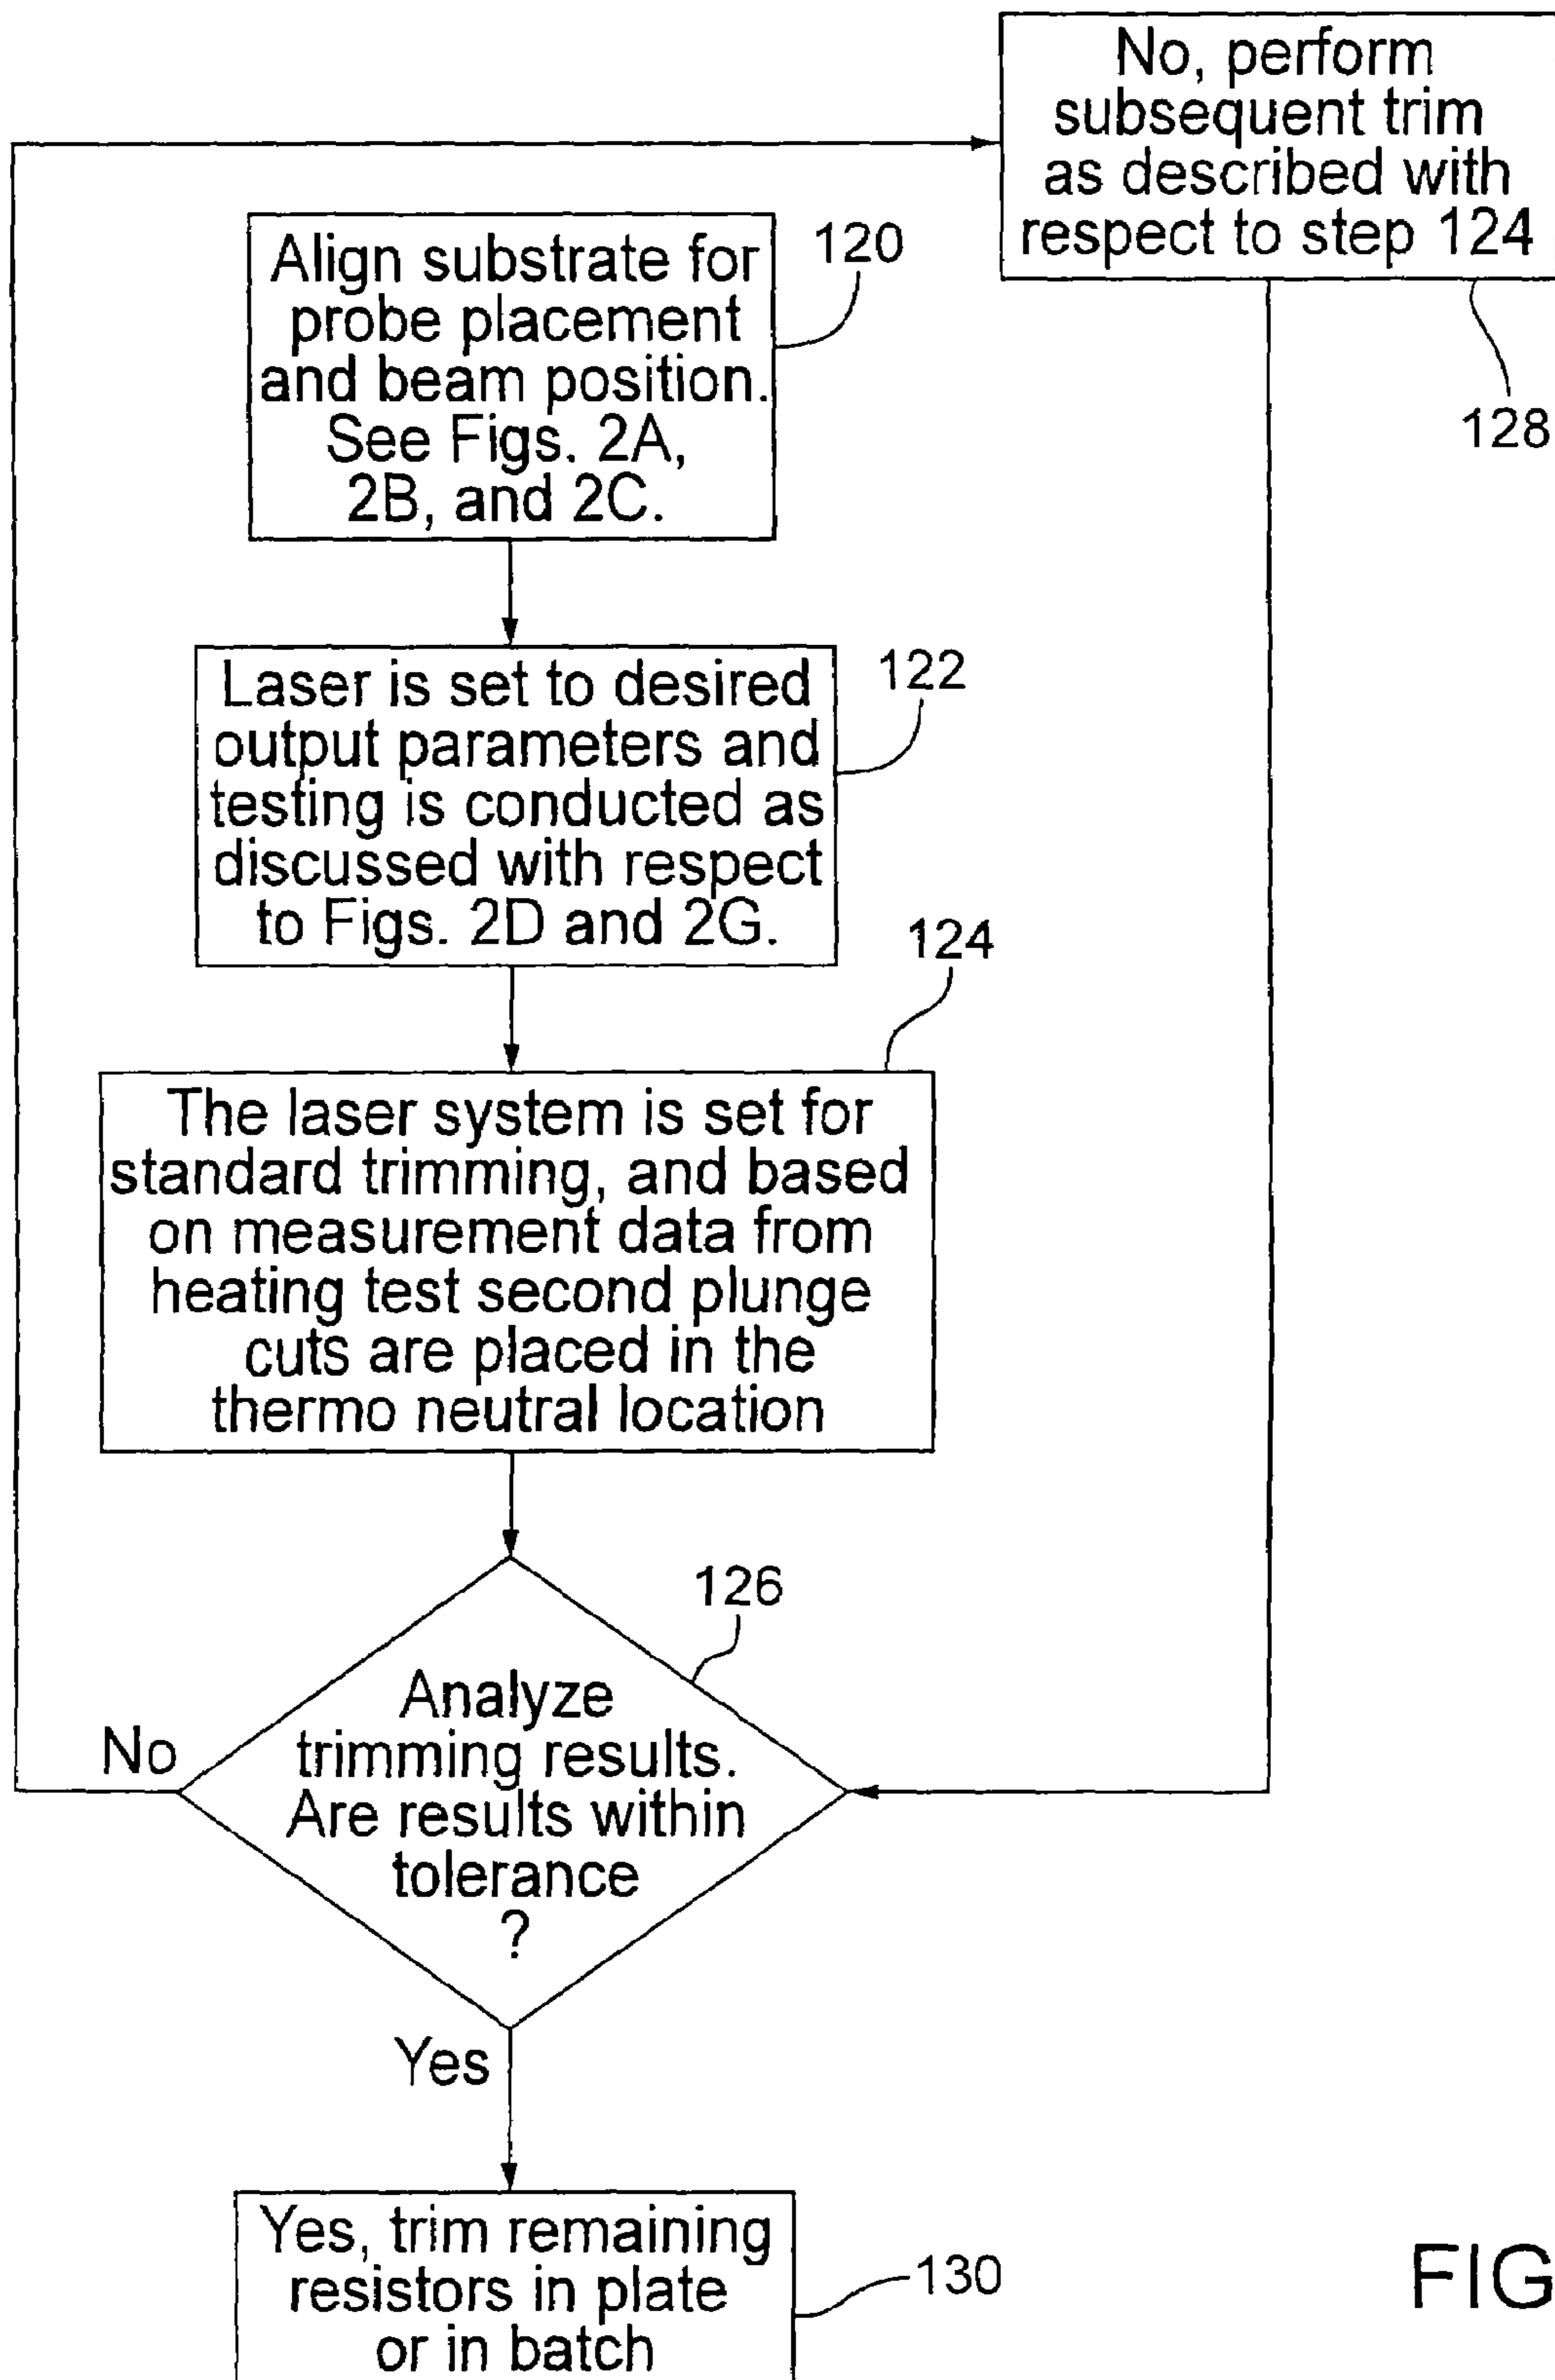 No, perform
subsequent trim
as described with
respect to step 124
128
Align substrate for
probe placement
and beam position.
See Figs. 2A,
2B, and 2C.
120
Laser is set to desired
output parameters and
testing is conducted as
discussed with respect
to Figs. 2D and 2G.
122
The laser system is set for
standard trimming, and based
on measurement data from
heating test second plunge
cuts are placed in the
thermo neutral location
124
Analyze
trimming results.
Are results within
tolerance
?
126
No
Yes
Yes, trim remaining
resistors in plate
or in batch
130
FIG